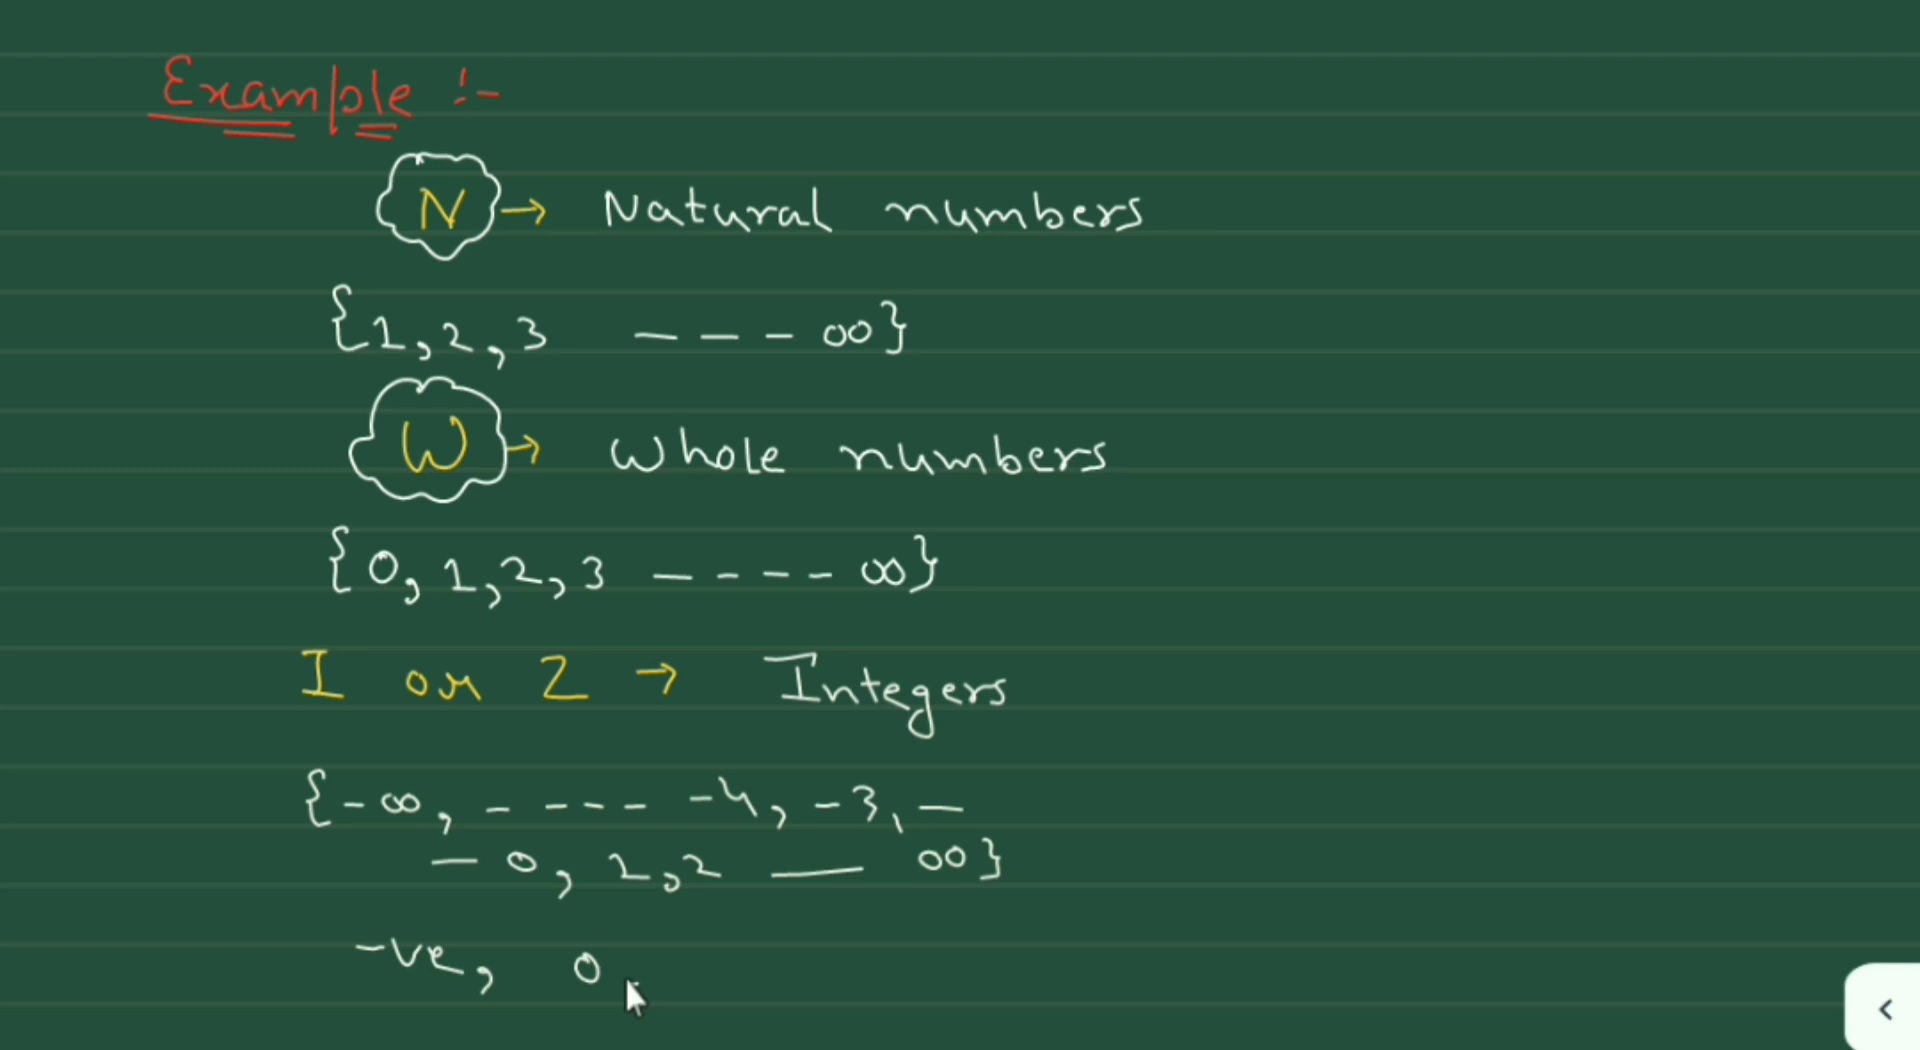 Example :-
N → Natural numbers
{1, 2, 3 - - - ∞}
W → Whole numbers
{0, 1, 2, 3 - - - - ∞}
I or Z → Integers
{-∞, - - - - -4, -3, -
- 0, 1, 2 — ∞}
-ve, 0